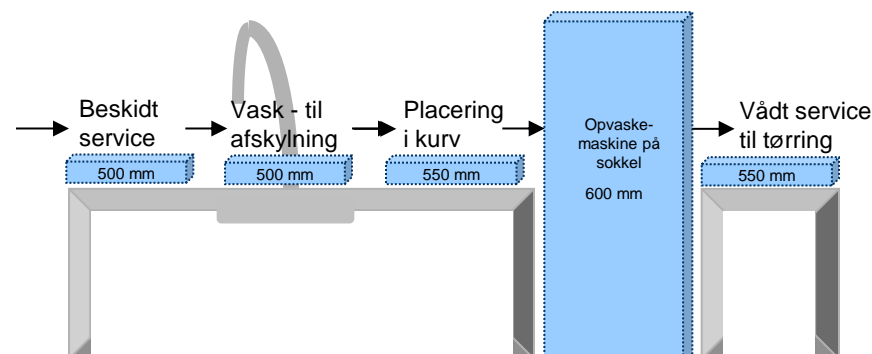 Beskidt
service
500 mm
Vask - til
afskylning
500 mm
Placering
i kurv
550 mm
Opvaske-
maskine på
sokkel
600 mm
Vådt service
til tørring
550 mm